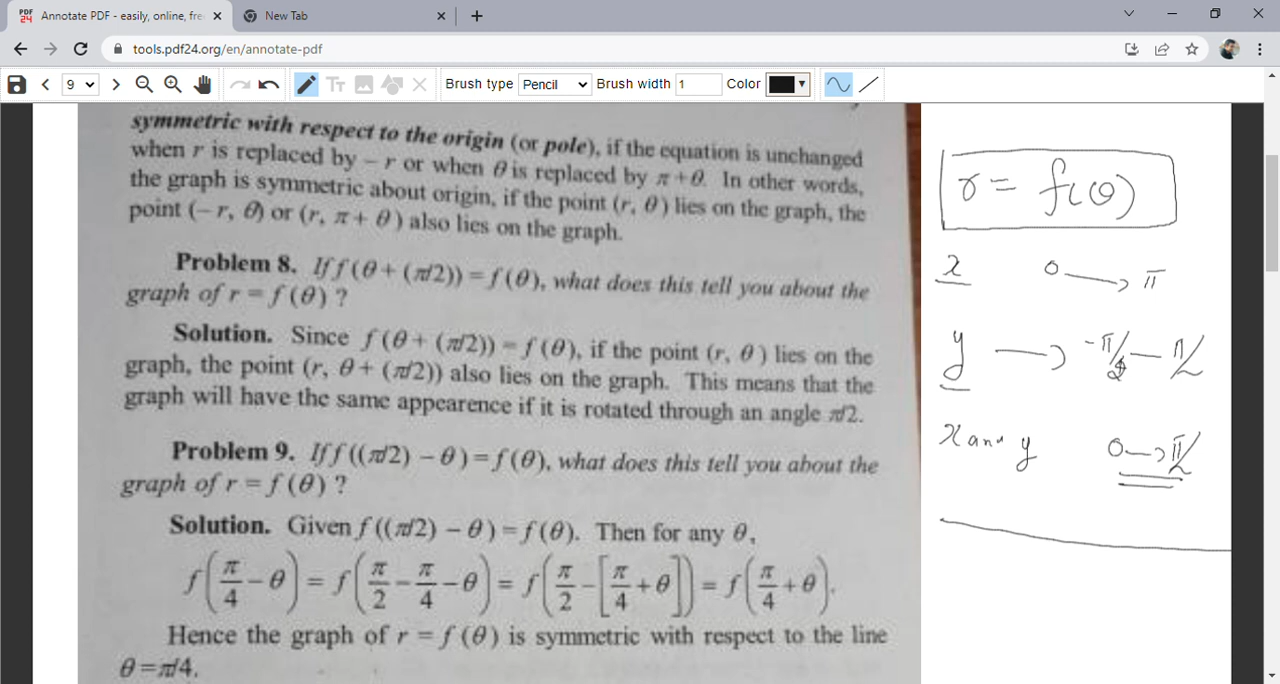 Annotate PDF - easily, online, fre
New Tab
tools.pdf24.org/en/annotate-pdf
9
Brush type Pencil Brush width 1 Color
symmetric with respect to the origin (or pole), if the equation is unchanged
when r is replaced by – r or when θ is replaced by π + θ. In other words,
the graph is symmetric about origin, if the point (r, θ) lies on the graph, the
point (– r, θ) or (r, π + θ) also lies on the graph.
Problem 8. If f (θ + (π/2)) = f (θ), what does this tell you about the
graph of r = f (θ) ?
Solution. Since f (θ + (π/2)) = f (θ), if the point (r, θ) lies on the
graph, the point (r, θ + (π/2)) also lies on the graph. This means that the
graph will have the same appearence if it is rotated through an angle π/2.
Problem 9. If f ((π/2) – θ) = f (θ), what does this tell you about the
graph of r = f (θ) ?
Solution. Given f ((π/2) – θ) = f (θ). Then for any θ,
f(π/4 – θ) = f(π/2 – π/4 – θ) = f(π/2 – [π/4 + θ]) = f(π/4 + θ).
Hence the graph of r = f (θ) is symmetric with respect to the line
θ = π/4.
r = f(θ)
x 0 → π
y → -π/2 — π/2
x and y 0 → π/2